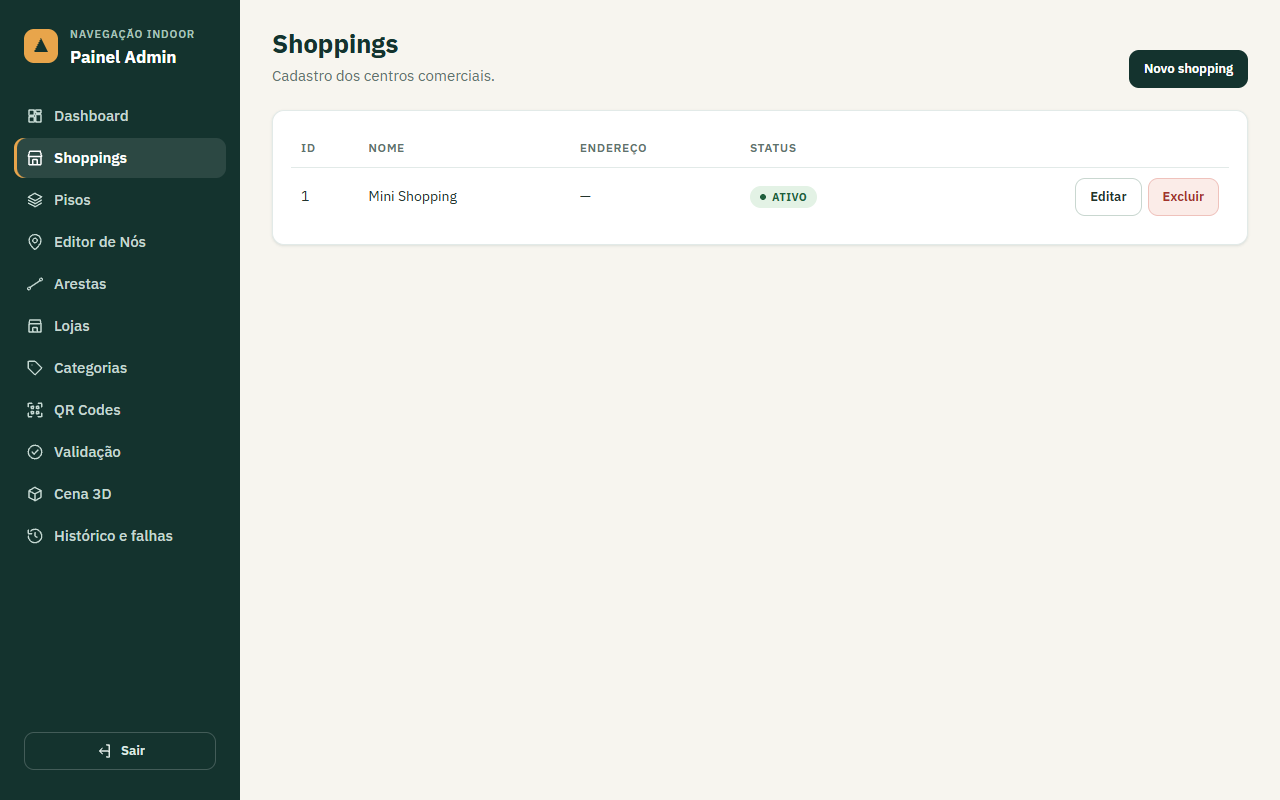 NAVEGAÇÃO INDOOR
Painel Admin
Dashboard
Shoppings
Pisos
Editor de Nós
Arestas
Lojas
Categorias
QR Codes
Validação
Cena 3D
Histórico e falhas
Sair
Shoppings
Cadastro dos centros comerciais.
Novo shopping
ID NOME ENDEREÇO STATUS
1 Mini Shopping — ATIVO Editar Excluir